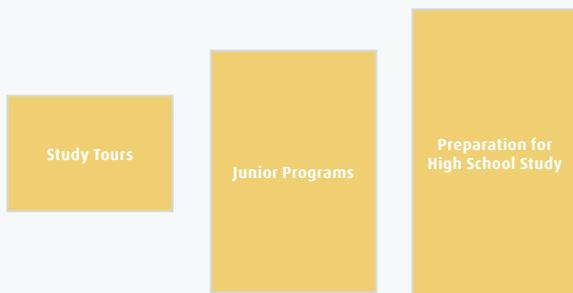 Study Tours
Junior Programs
Preparation for
High School Study